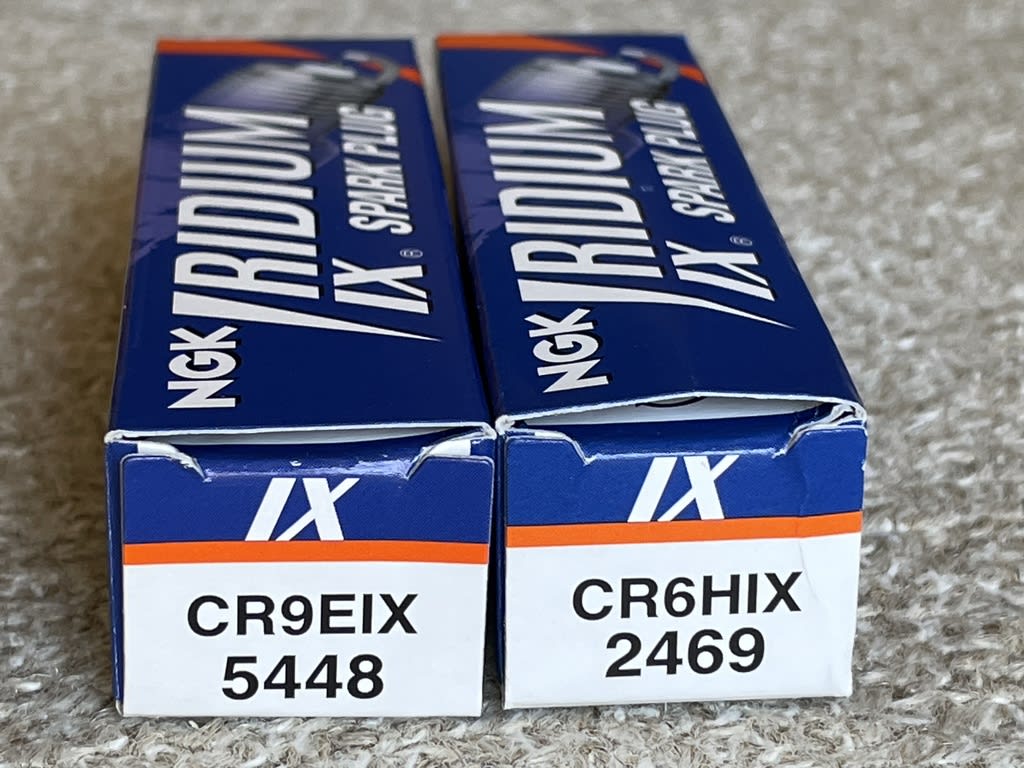 NGK
IRIDIUM
IX®
SPARK PLUG
IX
CR9EIX
5448
NGK
IRIDIUM
IX®
SPARK PLUG
IX
CR6HIX
2469